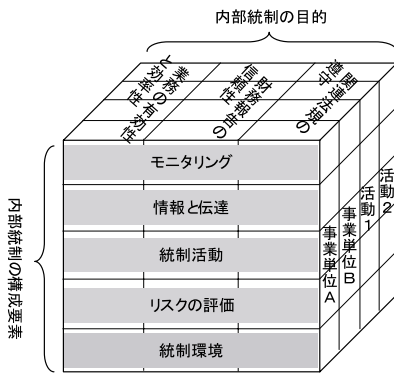 内部統制の目的
業務の有効性
と効率性
財務報告の
信頼性
関連法規の
遵守
モニタリング
情報と伝達
統制活動
リスクの評価
統制環境
内部統制の構成要素
事業単位A
事業単位B
活動1
活動2